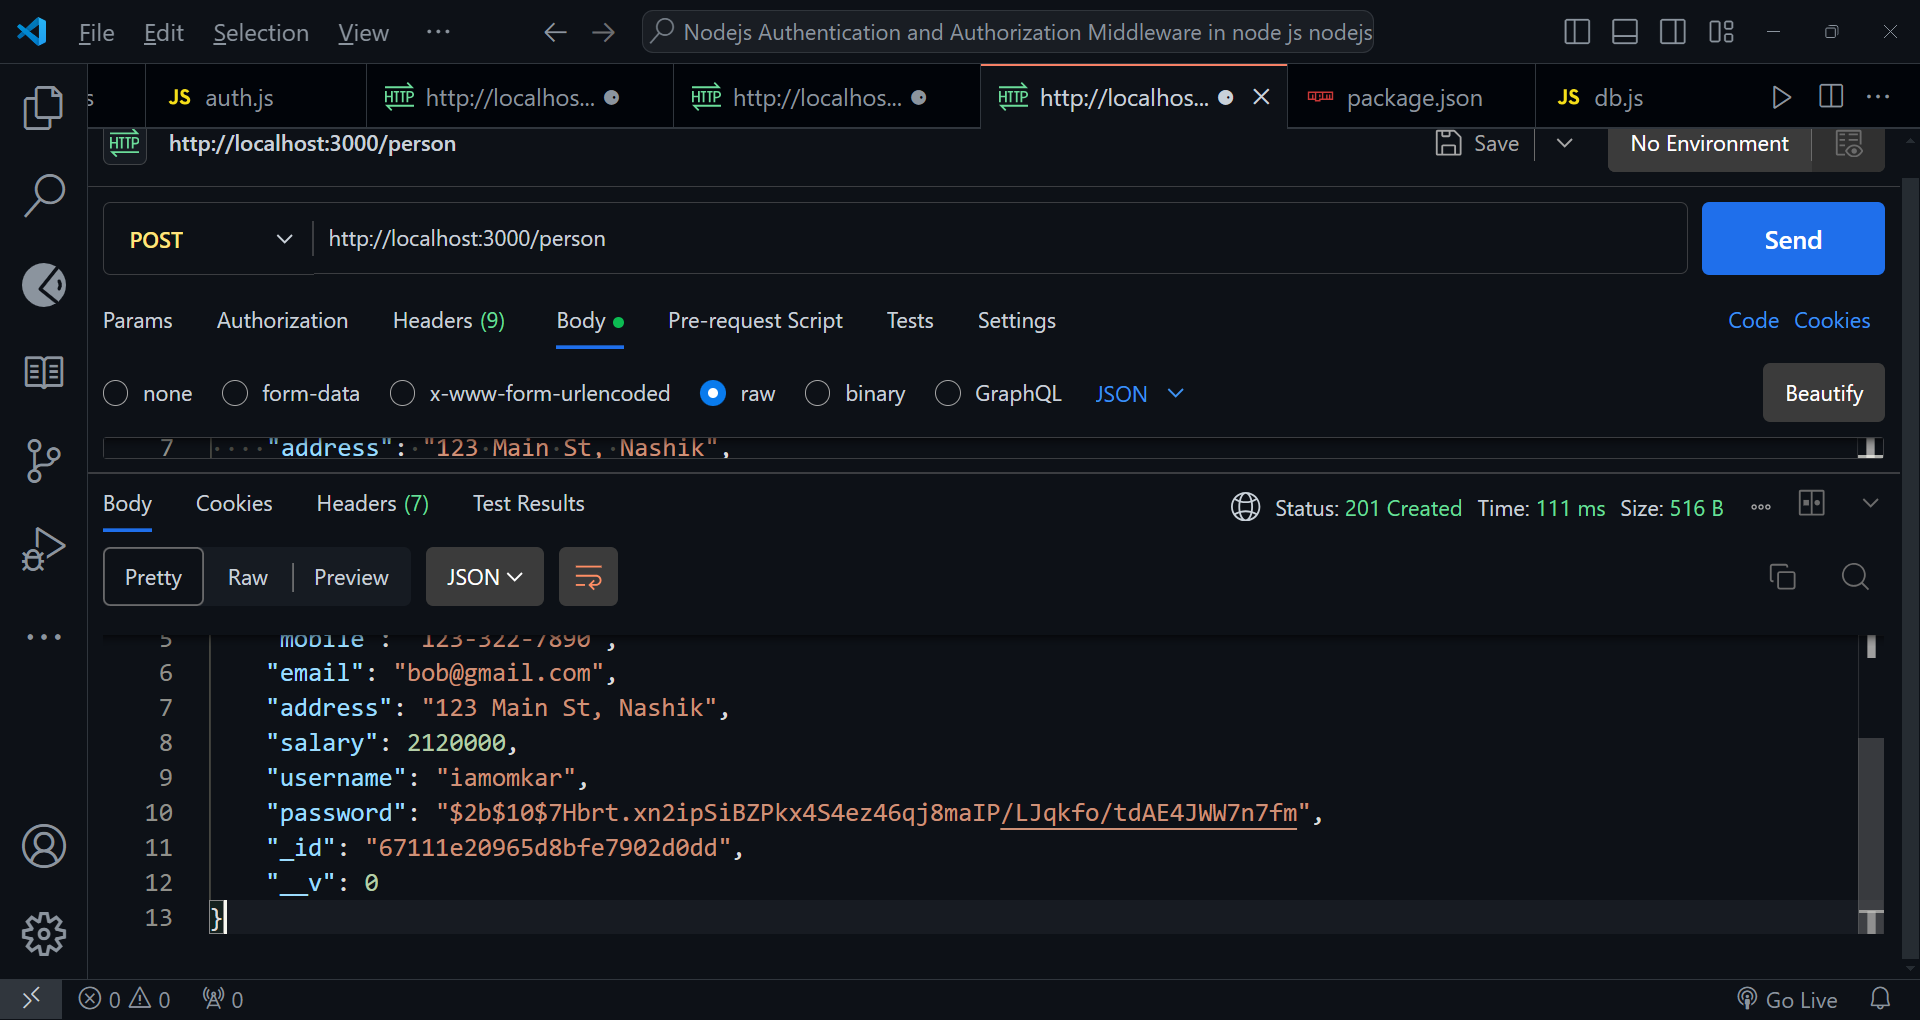 File Edit Selection View ··· Nodejs Authentication and Authorization Middleware in node js nodejs
s JS auth.js HTTP http://localhos... HTTP http://localhos... HTTP http://localhos... npm package.json JS db.js
HTTP http://localhost:3000/person Save No Environment
POST http://localhost:3000/person Send
Params Authorization Headers (9) Body Pre-request Script Tests Settings Code Cookies
none form-data x-www-form-urlencoded raw binary GraphQL JSON Beautify
7 "address": "123 Main St, Nashik",
Body Cookies Headers (7) Test Results Status: 201 Created Time: 111 ms Size: 516 B
Pretty Raw Preview JSON
5 "mobile": "123-322-7890",
6 "email": "bob@gmail.com",
7 "address": "123 Main St, Nashik",
8 "salary": 2120000,
9 "username": "iamomkar",
10 "password": "$2b$10$7Hbrt.xn2ipSiBZPkx4S4ez46qj8maIP/LJqkfo/tdAE4JWW7n7fm",
11 "_id": "67111e20965d8bfe7902d0dd",
12 "__v": 0
13 }
0 0 0 Go Live